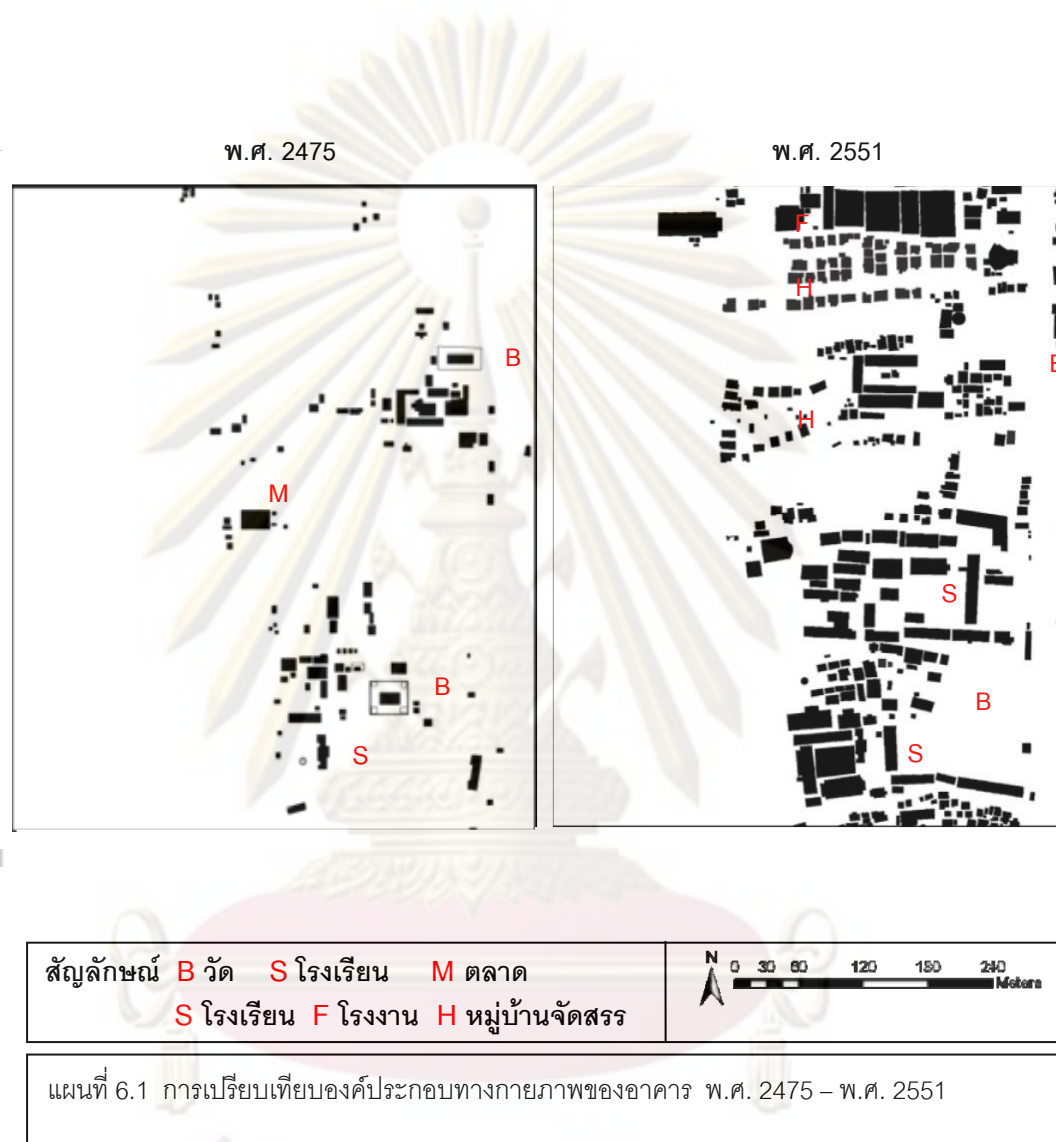 พ.ศ. 2475
พ.ศ. 2551
B
M
B
S
F
H
H
S
B
S
สัญลักษณ์ B วัด S โรงเรียน M ตลาด
S โรงเรียน F โรงงาน H หมู่บ้านจัดสรร
N
0 30 60 120 180 240
Meters
แผนที่ 6.1 การเปรียบเทียบองค์ประกอบทางกายภาพของอาคาร พ.ศ. 2475 – พ.ศ. 2551